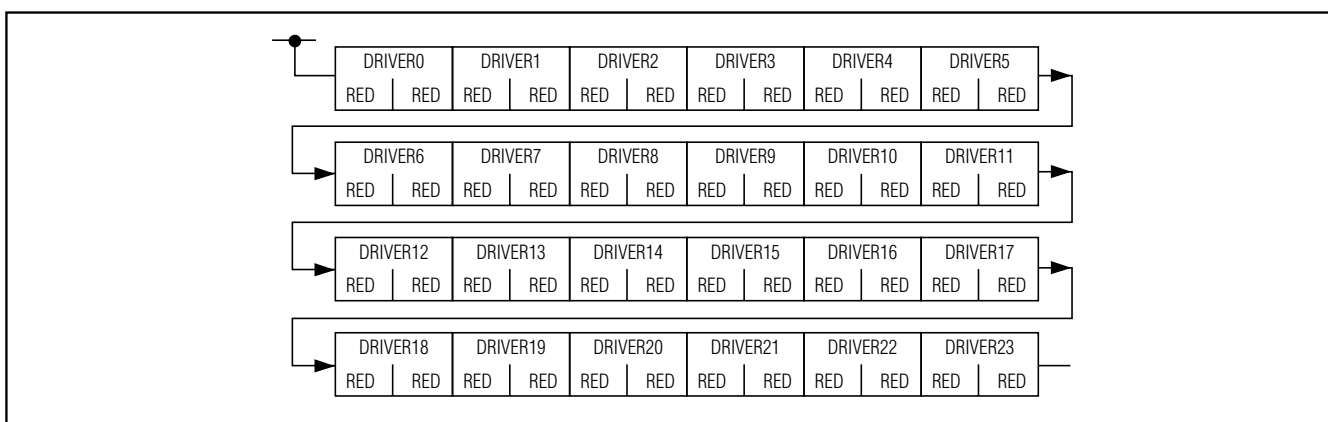 DRIVER0 DRIVER1 DRIVER2 DRIVER3 DRIVER4 DRIVER5
RED RED RED RED RED RED RED RED RED RED RED RED
DRIVER6 DRIVER7 DRIVER8 DRIVER9 DRIVER10 DRIVER11
RED RED RED RED RED RED RED RED RED RED RED RED
DRIVER12 DRIVER13 DRIVER14 DRIVER15 DRIVER16 DRIVER17
RED RED RED RED RED RED RED RED RED RED RED RED
DRIVER18 DRIVER19 DRIVER20 DRIVER21 DRIVER22 DRIVER23
RED RED RED RED RED RED RED RED RED RED RED RED